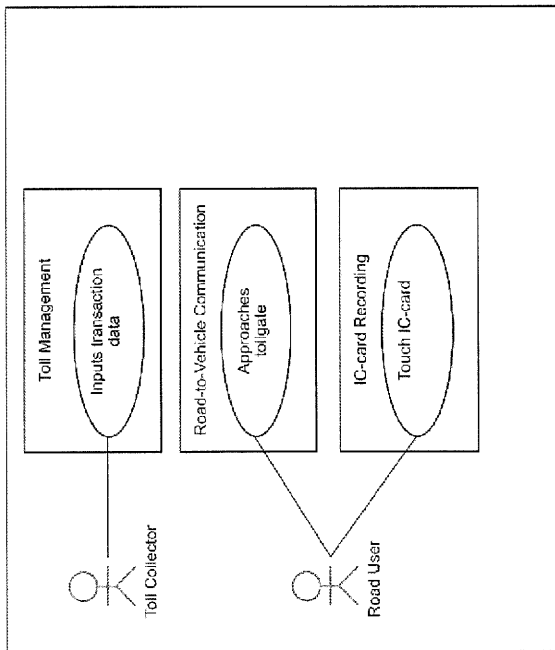 Toll Management
Inputs transaction
data
Toll Collector
Road-to-Vehicle Communication
Approaches
tollgate
IC-card Recording
Touch IC-card
Road User